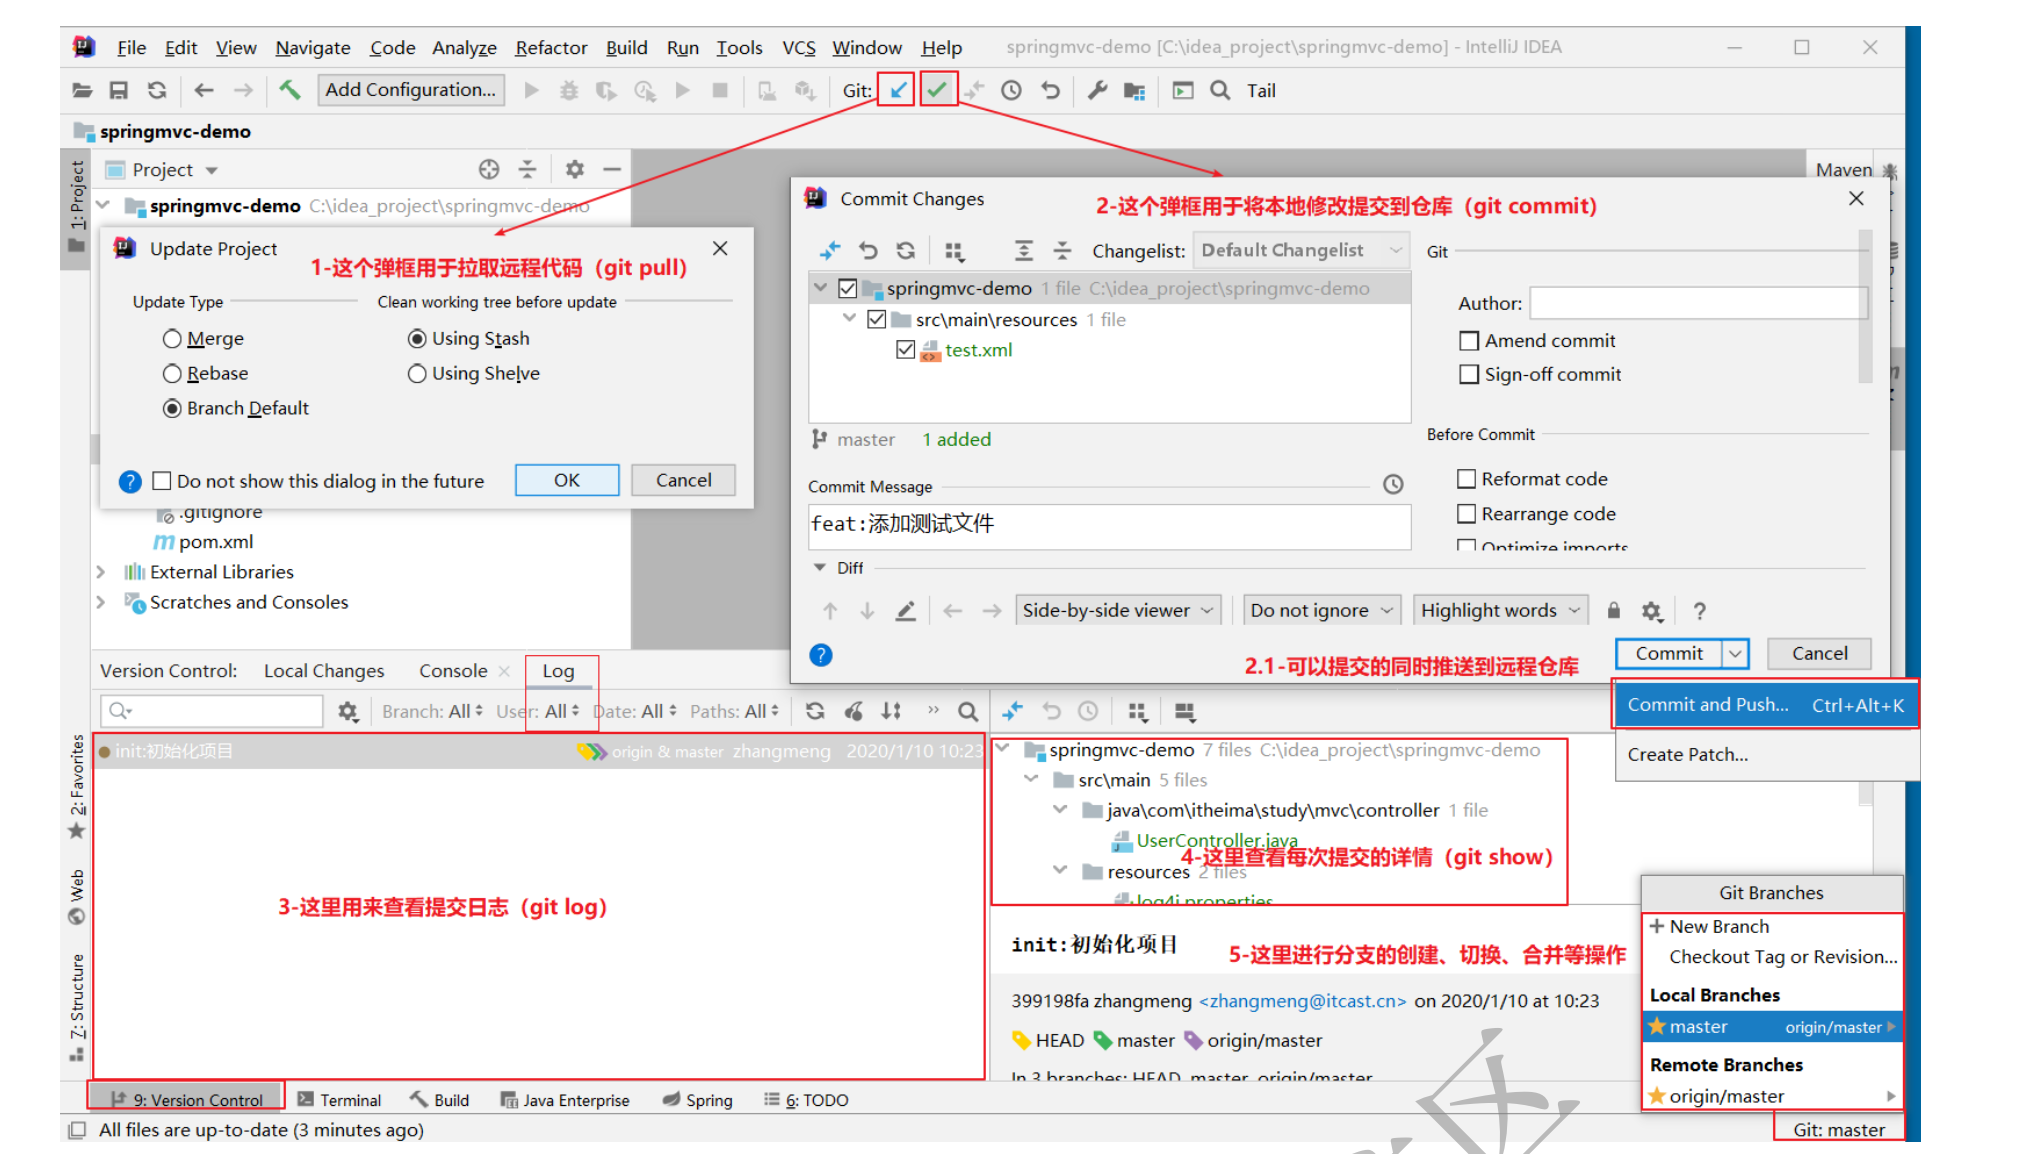 File Edit View Navigate Code Analyze Refactor Build Run Tools VCS Window Help springmvc-demo [C:\idea_project\springmvc-demo] - IntelliJ IDEA
Add Configuration... Git: Tail
springmvc-demo
1: Project
Project
Maven
springmvc-demo C:\idea_project\springmvc-demo
Update Project
1-这个弹框用于拉取远程代码（git pull）
Update Type
Clean working tree before update
Merge
Using Stash
Rebase
Using Shelve
Branch Default
Do not show this dialog in the future
OK
Cancel
.gitignore
pom.xml
External Libraries
Scratches and Consoles
Commit Changes
2-这个弹框用于将本地修改提交到仓库（git commit）
Changelist: Default Changelist
Git
springmvc-demo 1 file C:\idea_project\springmvc-demo
src\main\resources 1 file
test.xml
Author:
Amend commit
Sign-off commit
master 1 added
Before Commit
Commit Message
Reformat code
feat:添加测试文件
Rearrange code
Optimize imports
Diff
Side-by-side viewer
Do not ignore
Highlight words
?
2.1-可以提交的同时推送到远程仓库
Commit
Cancel
Commit and Push... Ctrl+Alt+K
Create Patch...
Version Control: Local Changes Console Log
Branch: All User: All Date: All Paths: All
2: Favorites
Web
7: Structure
init:初始化项目 origin & master zhangmeng 2020/1/10 10:23
3-这里用来查看提交日志（git log）
springmvc-demo 7 files C:\idea_project\springmvc-demo
src\main 5 files
java\com\itheima\study\mvc\controller 1 file
UserController.java
4-这里查看每次提交的详情（git show）
resources 2 files
log4j.properties
init:初始化项目
5-这里进行分支的创建、切换、合并等操作
399198fa zhangmeng <zhangmeng@itcast.cn> on 2020/1/10 at 10:23
HEAD master origin/master
In 3 branches: HEAD, master, origin/master
Git Branches
New Branch
Checkout Tag or Revision...
Local Branches
master origin/master
Remote Branches
origin/master
9: Version Control Terminal Build Java Enterprise Spring 6: TODO
All files are up-to-date (3 minutes ago)
Git: master